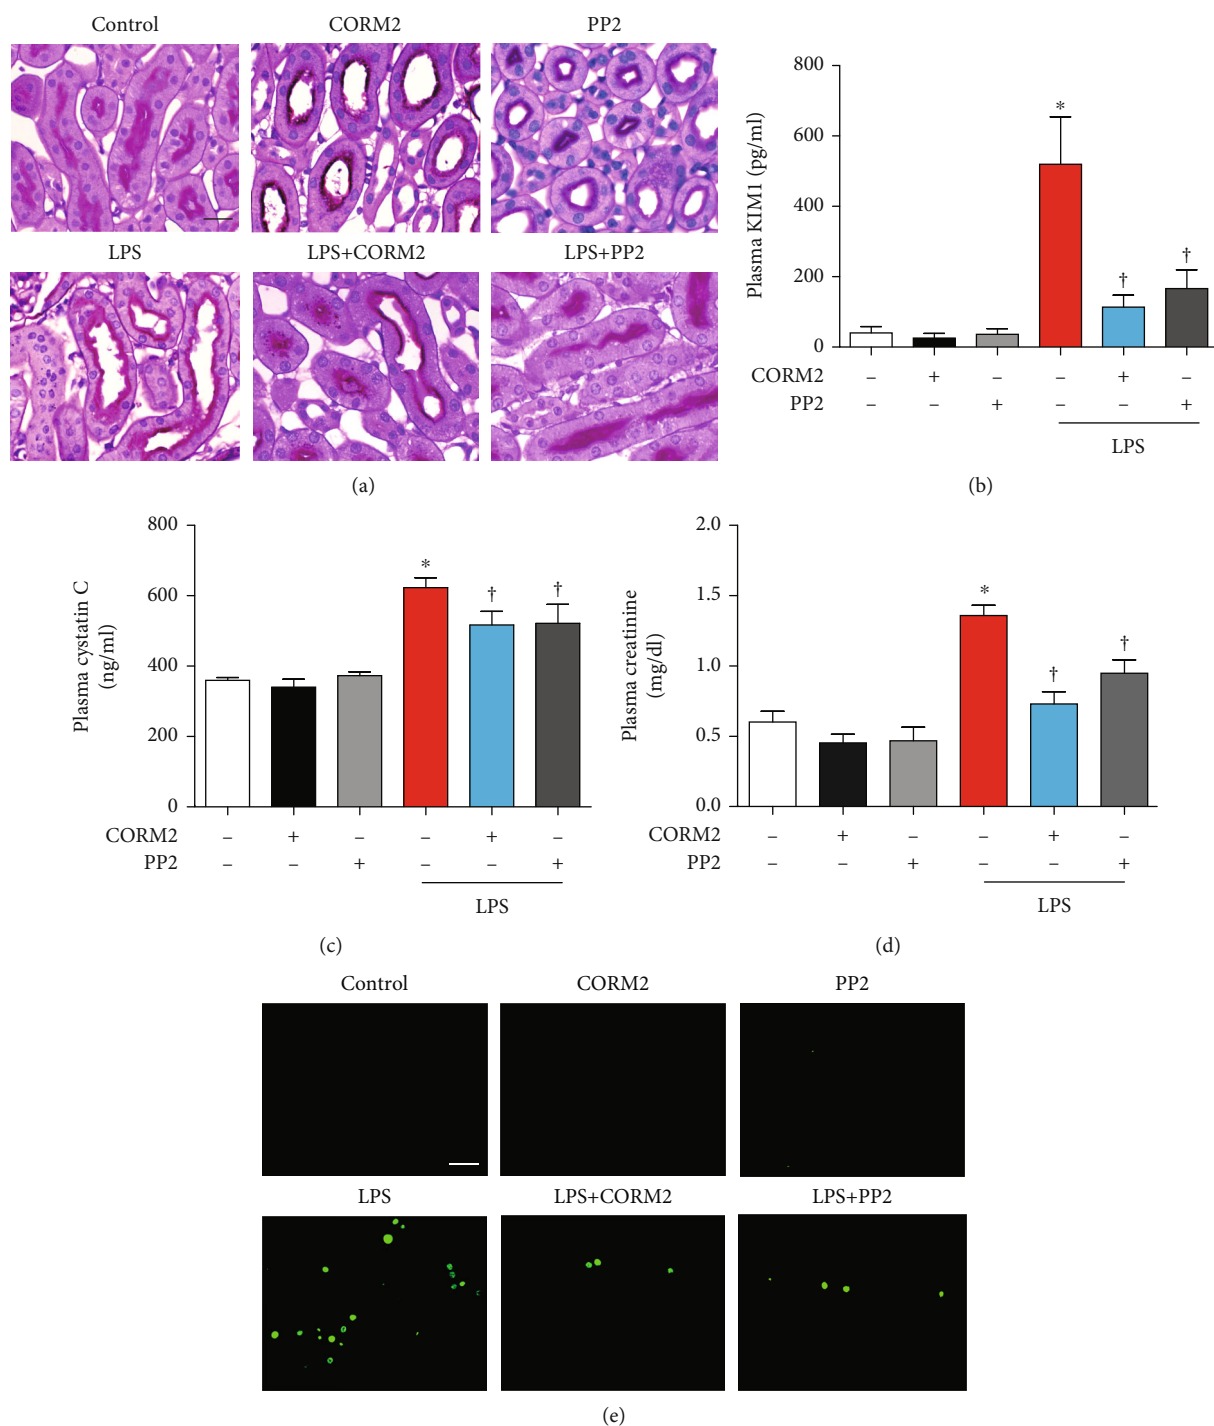 Control CORM2 PP2
LPS LPS+CORM2 LPS+PP2
(a)
Plasma KIM1 (pg/ml)
800
600
400
200
0
*
†
†
CORM2 – + – – + –
PP2 – – + – – +
LPS
(b)
Plasma cystatin C
(ng/ml)
800
600
400
200
0
*
†
†
CORM2 – + – – + –
PP2 – – + – – +
LPS
(c)
Plasma creatinine
(mg/dl)
2.0
1.5
1.0
0.5
0.0
*
†
†
CORM2 – + – – + –
PP2 – – + – – +
LPS
(d)
Control CORM2 PP2
LPS LPS+CORM2 LPS+PP2
(e)